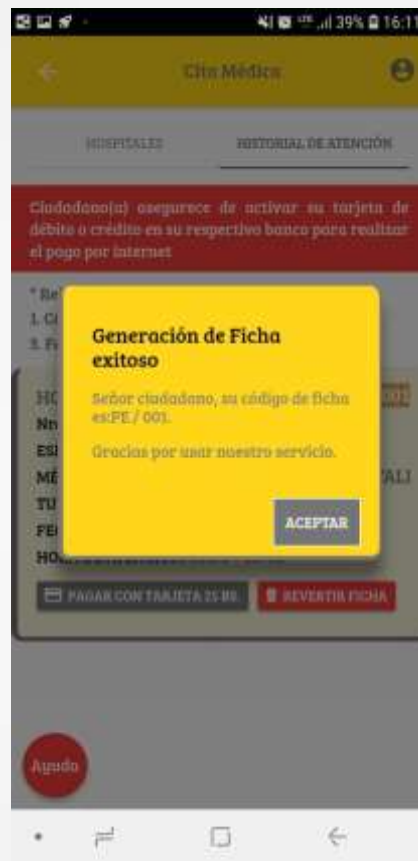 39% 16:11
Cita Médica
HOSPITALES HISTORIAL DE ATENCIÓN
Ciudadano(a) asegurece de activar su tarjeta de
débito o crédito en su respectivo banco para realizar
el pago por internet
Generación de Ficha
exitoso
Señor ciudadano, su código de ficha
es:PE / 001.
Gracias por usar nuestro servicio.
ACEPTAR
PAGAR CON TARJETA 25 BS. REVERTIR FICHA
Ayuda